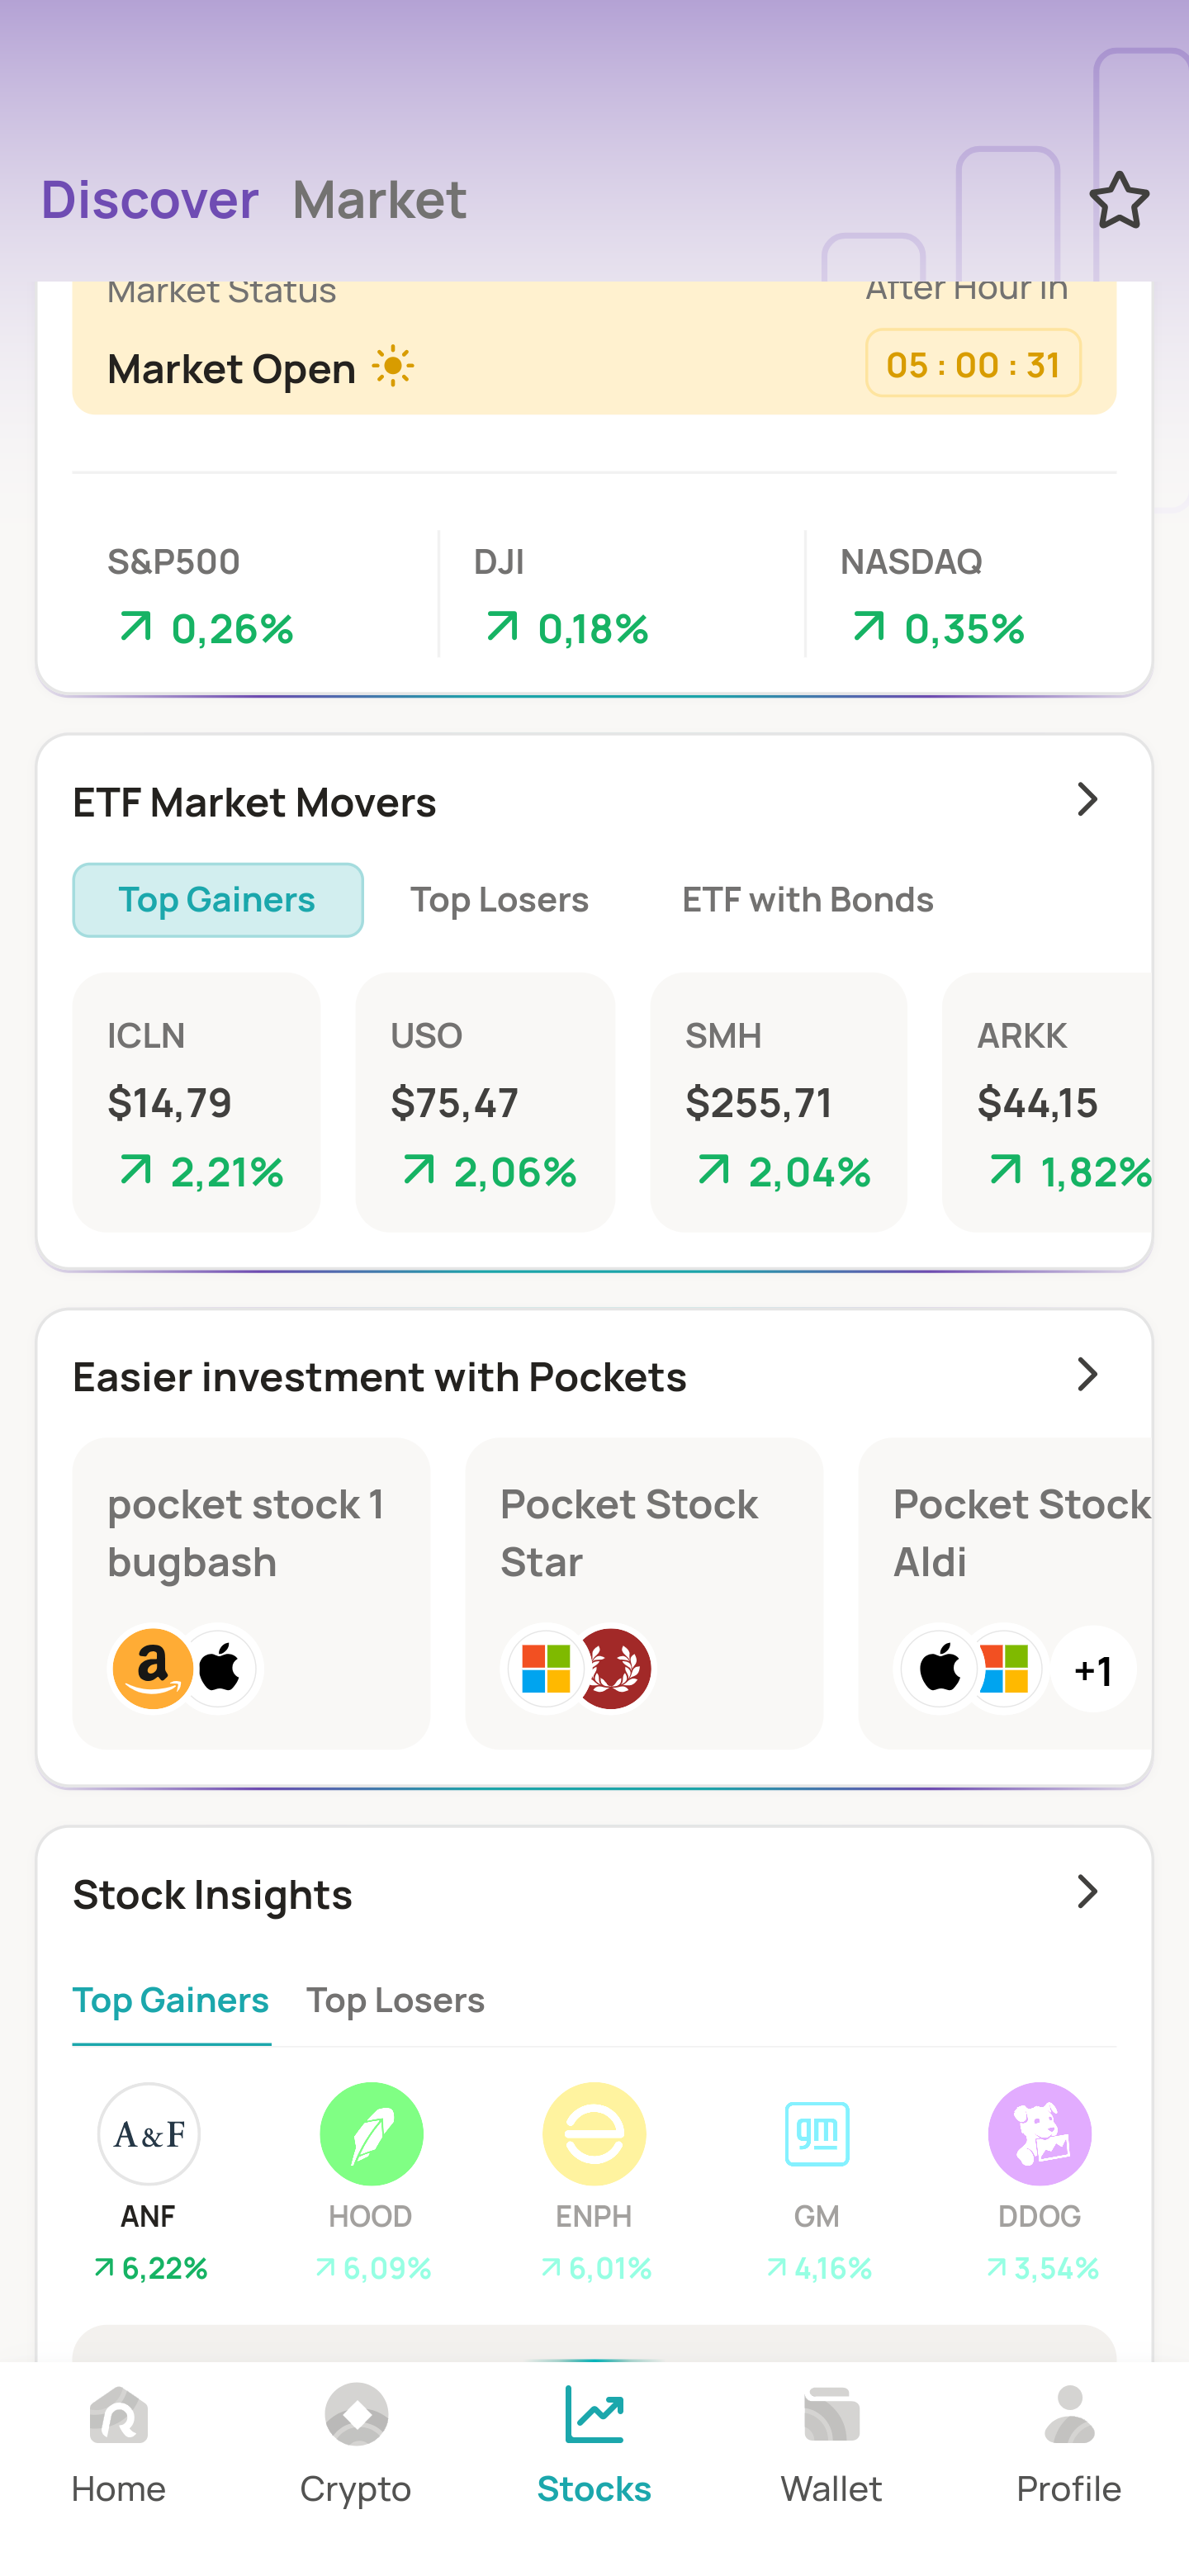 Discover Market
Market Status After Hour in
Market Open 05 : 00 : 31
S&P500 DJI NASDAQ
0,26% 0,18% 0,35%
ETF Market Movers
Top Gainers Top Losers ETF with Bonds
ICLN USO SMH ARKK
$14,79 $75,47 $255,71 $44,15
2,21% 2,06% 2,04% 1,82%
Easier investment with Pockets
pocket stock 1 Pocket Stock Pocket Stock
bugbash Star Aldi
a +1
Stock Insights
Top Gainers Top Losers
A&F gm
ANF HOOD ENPH GM DDOG
6,22% 6,09% 6,01% 4,16% 3,54%
Home Crypto Stocks Wallet Profile